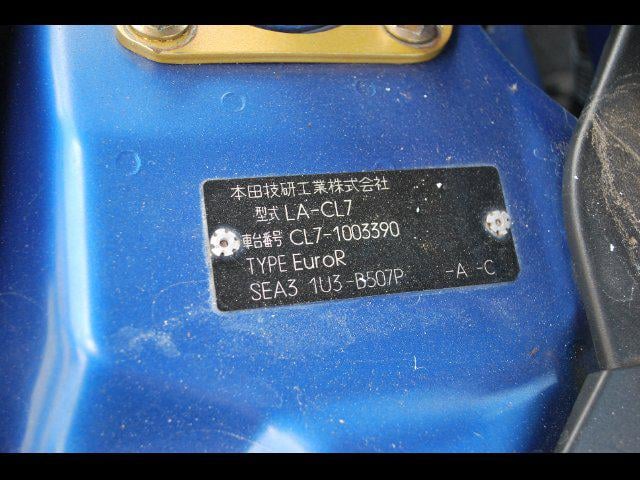 本田技研工業株式会社
型式 LA-CL7
車台番号 CL7-1003390
TYPE EuroR
SEA3 1U3-B507P -A -C